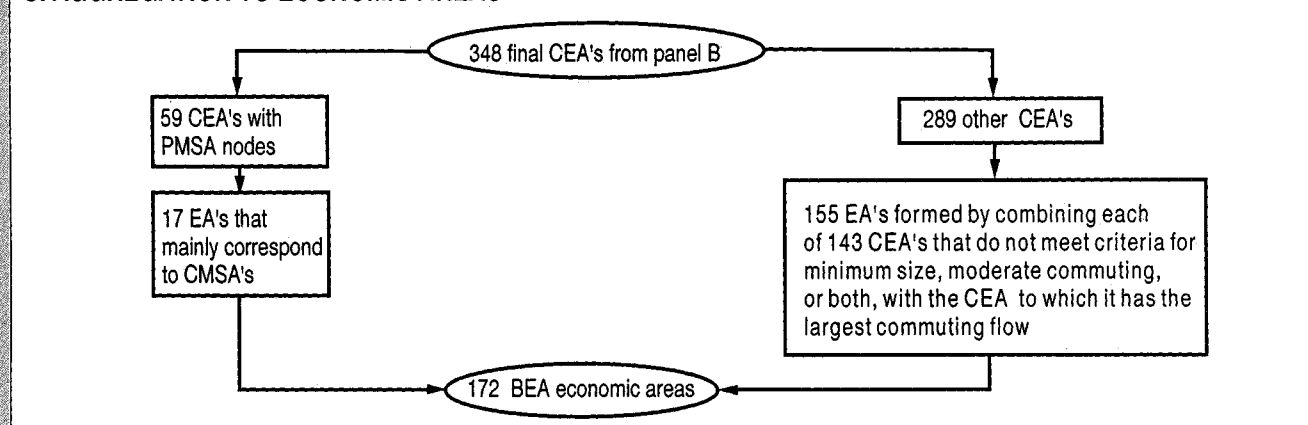 348 final CEA's from panel B
59 CEA's with
PMSA nodes
289 other CEA's
17 EA's that
mainly correspond
to CMSA's
155 EA's formed by combining each
of 143 CEA's that do not meet criteria for
minimum size, moderate commuting,
or both, with the CEA to which it has the
largest commuting flow
172 BEA economic areas